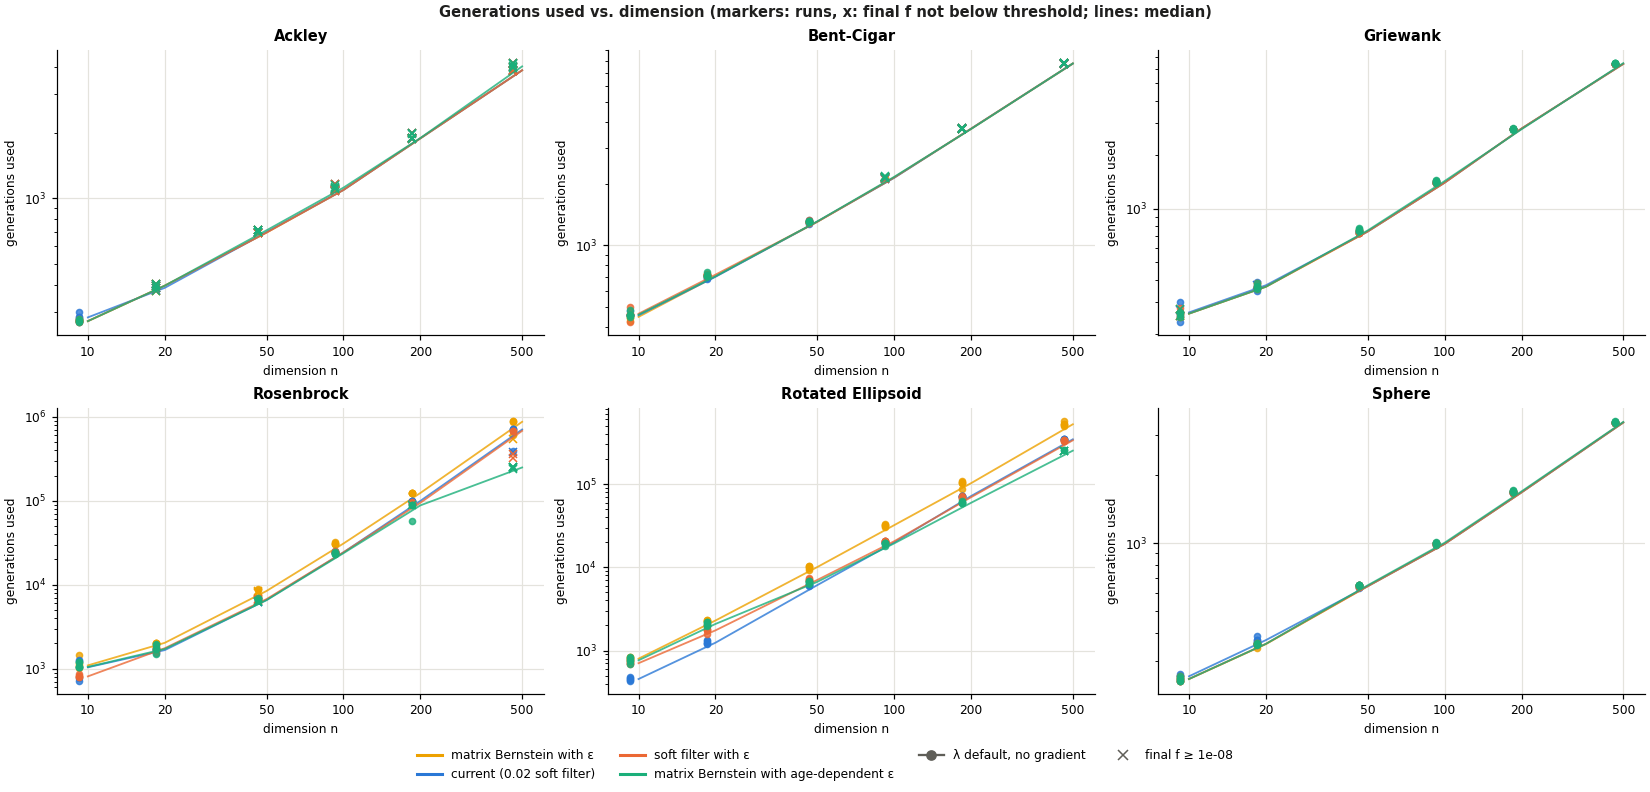 Generations used vs. dimension (markers: runs, x: final f not below threshold; lines: median)
Ackley
generations used
10³
10 20 50 100 200 500
dimension n
Bent-Cigar
generations used
10³
10 20 50 100 200 500
dimension n
Griewank
generations used
10³
10 20 50 100 200 500
dimension n
Rosenbrock
generations used
10⁶
10⁵
10⁴
10³
10 20 50 100 200 500
dimension n
Rotated Ellipsoid
generations used
10⁵
10⁴
10³
10 20 50 100 200 500
dimension n
Sphere
generations used
10³
10 20 50 100 200 500
dimension n
matrix Bernstein with ε
current (0.02 soft filter)
soft filter with ε
matrix Bernstein with age-dependent ε
λ default, no gradient
final f ≥ 1e-08